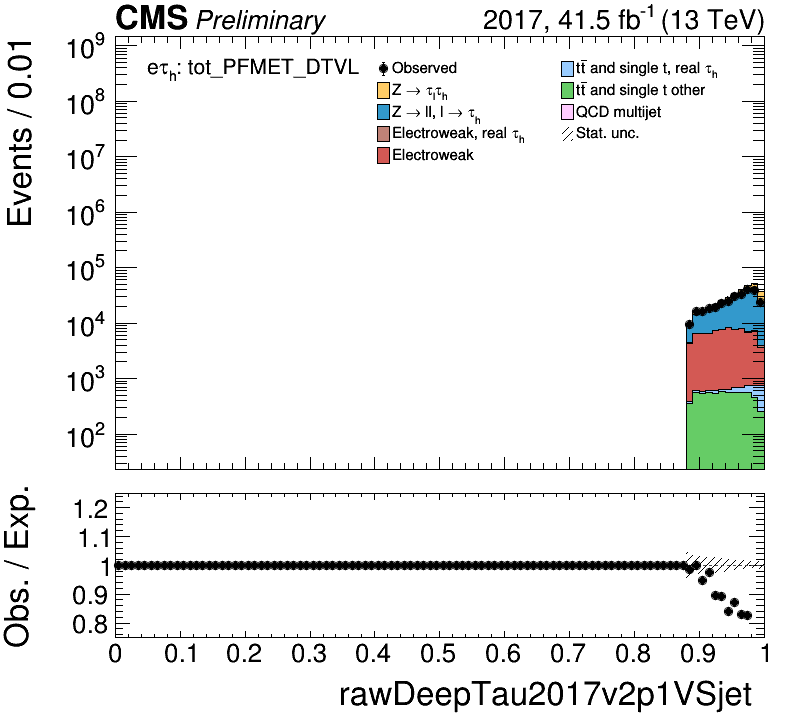 CMS Preliminary 2017, 41.5 fb⁻¹ (13 TeV)
Events / 0.01
10⁹
10⁸
10⁷
10⁶
10⁵
10⁴
10³
10²
eτₕ: tot_PFMET_DTVL
Observed
Z → τₗτₕ
Z → ll, l → τₕ
Electroweak, real τₕ
Electroweak
tt̄ and single t, real τₕ
tt̄ and single t other
QCD multijet
Stat. unc.
Obs. / Exp.
1.2
1.1
1
0.9
0.8
0 0.1 0.2 0.3 0.4 0.5 0.6 0.7 0.8 0.9 1
rawDeepTau2017v2p1VSjet